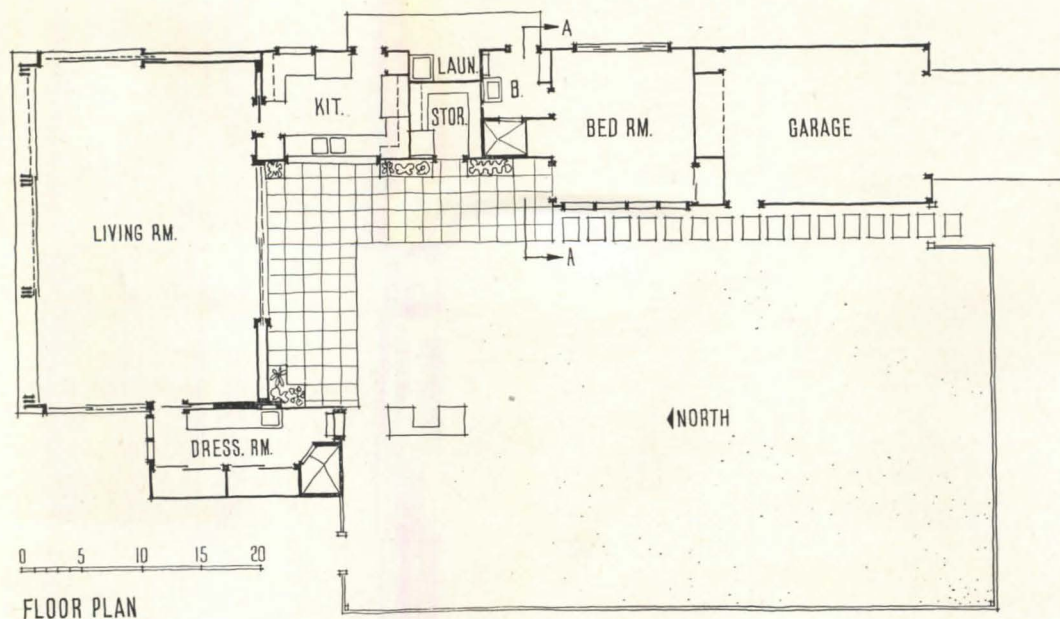 A
LAUN.
KIT.
STOR.
B.
BED RM.
GARAGE
LIVING RM.
A
NORTH
DRESS. RM.
0 5 10 15 20
FLOOR PLAN